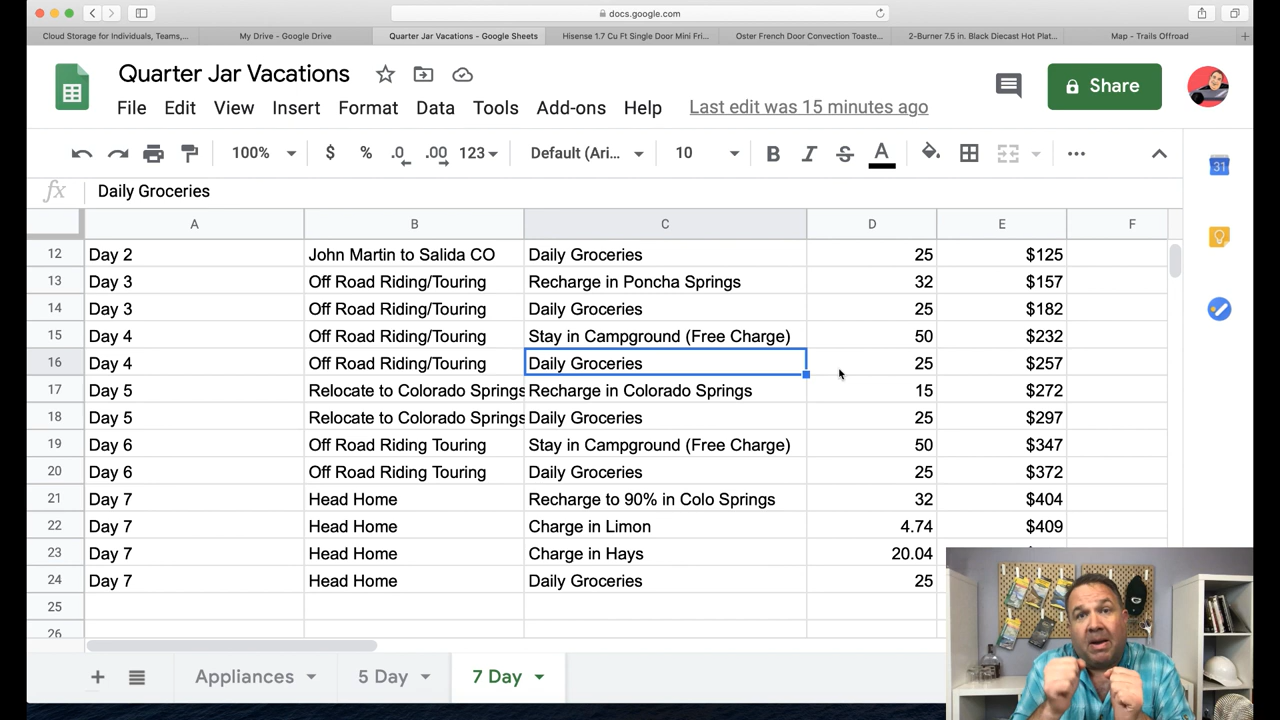 docs.google.com
Cloud Storage for Individuals, Teams,... My Drive - Google Drive Quarter Jar Vacations - Google Sheets Hisense 1.7 Cu Ft Single Door Mini Fri... Oster French Door Convection Toaste... 2-Burner 7.5 in. Black Diecast Hot Plat... Map - Trails Offroad
Quarter Jar Vacations
Share
File Edit View Insert Format Data Tools Add-ons Help Last edit was 15 minutes ago
100% $ % .0 .00 123 Default (Ari... 10 B I S A
31
fx Daily Groceries
A B C D E F
12 Day 2 John Martin to Salida CO Daily Groceries 25 $125
13 Day 3 Off Road Riding/Touring Recharge in Poncha Springs 32 $157
14 Day 3 Off Road Riding/Touring Daily Groceries 25 $182
15 Day 4 Off Road Riding/Touring Stay in Campground (Free Charge) 50 $232
16 Day 4 Off Road Riding/Touring Daily Groceries 25 $257
17 Day 5 Relocate to Colorado Springs Recharge in Colorado Springs 15 $272
18 Day 5 Relocate to Colorado Springs Daily Groceries 25 $297
19 Day 6 Off Road Riding Touring Stay in Campground (Free Charge) 50 $347
20 Day 6 Off Road Riding Touring Daily Groceries 25 $372
21 Day 7 Head Home Recharge to 90% in Colo Springs 32 $404
22 Day 7 Head Home Charge in Limon 4.74 $409
23 Day 7 Head Home Charge in Hays 20.04
24 Day 7 Head Home Daily Groceries 25
25
26
Appliances 5 Day 7 Day